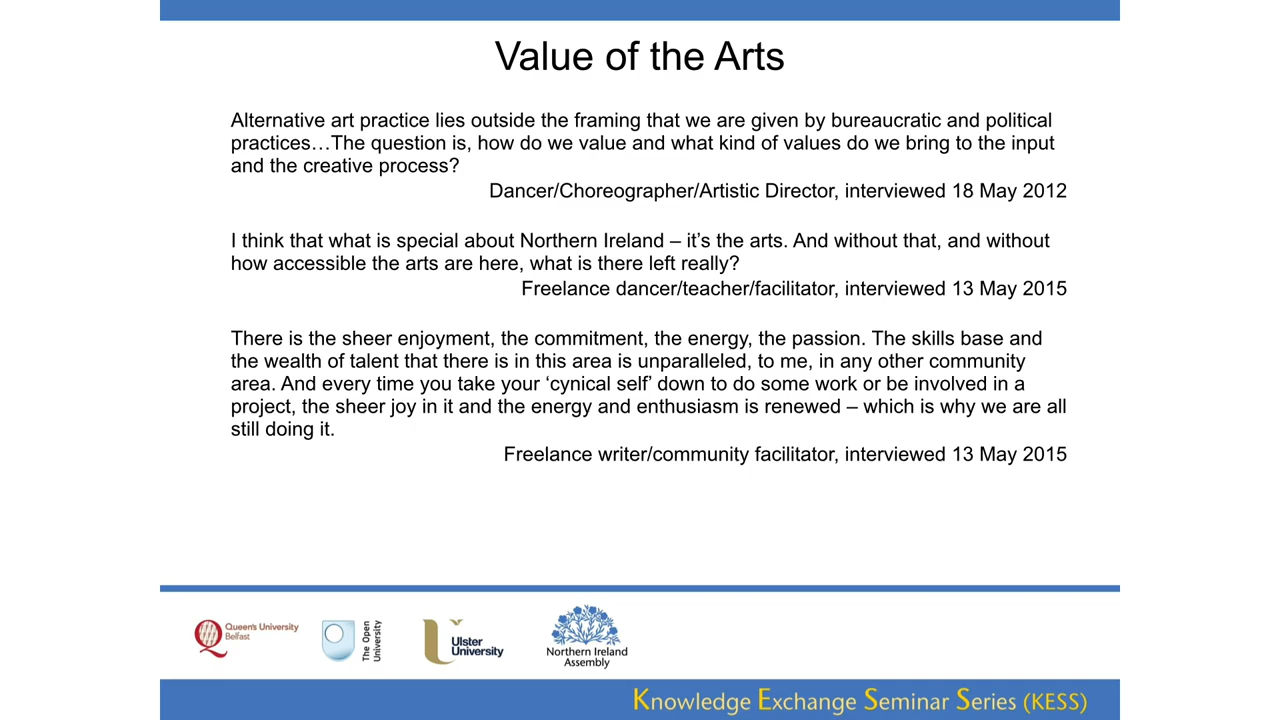 Value of the Arts
Alternative art practice lies outside the framing that we are given by bureaucratic and political
practices…The question is, how do we value and what kind of values do we bring to the input
and the creative process?
Dancer/Choreographer/Artistic Director, interviewed 18 May 2012
I think that what is special about Northern Ireland – it’s the arts. And without that, and without
how accessible the arts are here, what is there left really?
Freelance dancer/teacher/facilitator, interviewed 13 May 2015
There is the sheer enjoyment, the commitment, the energy, the passion. The skills base and
the wealth of talent that there is in this area is unparalleled, to me, in any other community
area. And every time you take your ‘cynical self’ down to do some work or be involved in a
project, the sheer joy in it and the energy and enthusiasm is renewed – which is why we are all
still doing it.
Freelance writer/community facilitator, interviewed 13 May 2015
Queen's University
Belfast
The Open
University
Ulster
University
Northern Ireland
Assembly
Knowledge Exchange Seminar Series (KESS)